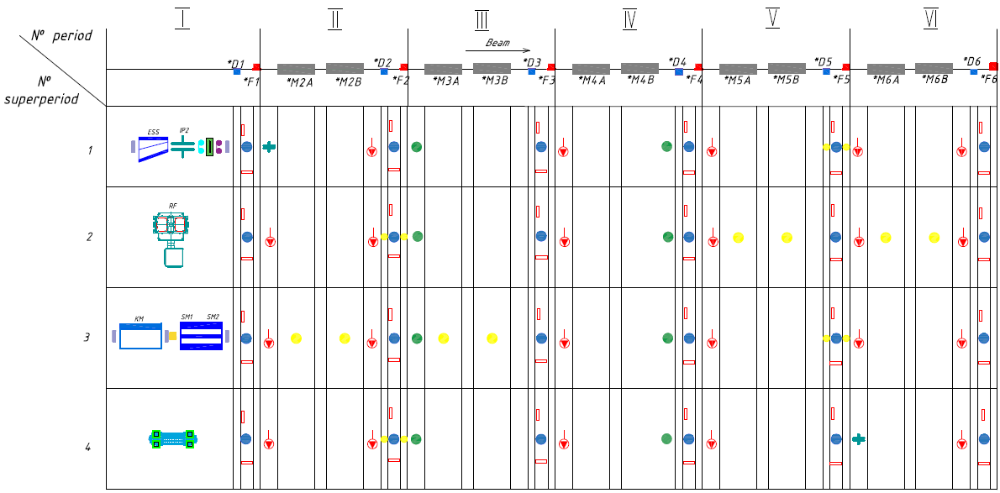 I II III IV V VI
Nº period
Beam
*D1 *D2 *D3 *D4 *D5 *D6
*F1 *M2A *M2B *F2 *M3A *M3B *F3 *M4A *M4B *F4 *M5A *M5B *F5 *M6A *M6B *F6
Nº
superperiod
1 ESS IP2
2 RF
3 KM SM1 SM2
4